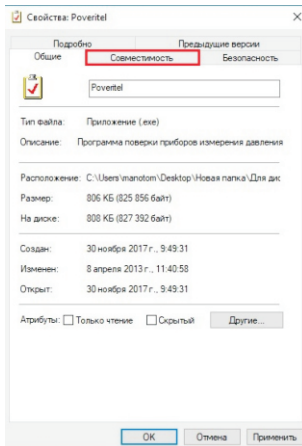 Свойства: Poveritel
Подробно Предыдущие версии
Общие Совместимость Безопасность
Poveritel
Тип файла: Приложение (.exe)
Описание: Программа поверки приборов измерения давления
Расположение: C:\Users\manotom\Desktop\Новая папка\Для дис
Размер: 806 КБ (825 856 байт)
На диске: 808 КБ (827 392 байт)
Создан: 30 ноября 2017 г., 9:49:31
Изменен: 8 апреля 2013 г., 11:40:58
Открыт: 30 ноября 2017 г., 9:49:31
Атрибуты: Только чтение Скрытый Другие...
OK Отмена Применить